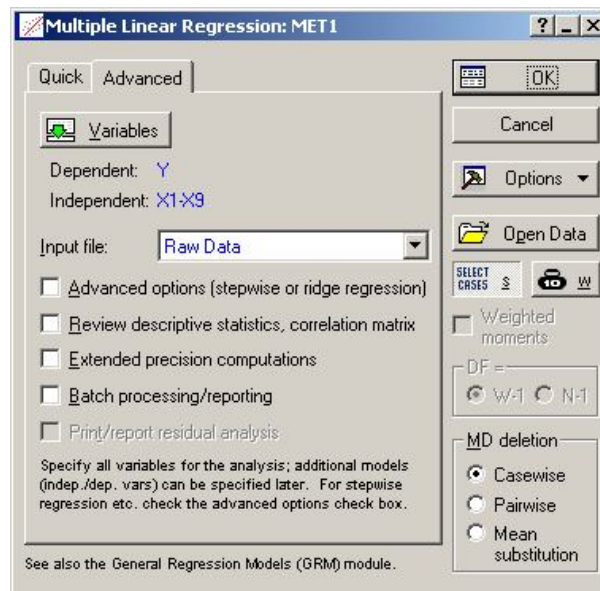 Multiple Linear Regression: MET1
Quick
Advanced
Variables
Dependent: Y
Independent: X1-X9
Input file: Raw Data
Advanced options (stepwise or ridge regression)
Review descriptive statistics, correlation matrix
Extended precision computations
Batch processing/reporting
Print/report residual analysis
Specify all variables for the analysis; additional models
(indep./dep. vars) can be specified later. For stepwise
regression etc. check the advanced options check box.
See also the General Regression Models (GRM) module.
OK
Cancel
Options
Open Data
SELECT
CASES S
W
Weighted
moments
DF =
W-1 N-1
MD deletion
Casewise
Pairwise
Mean
substitution